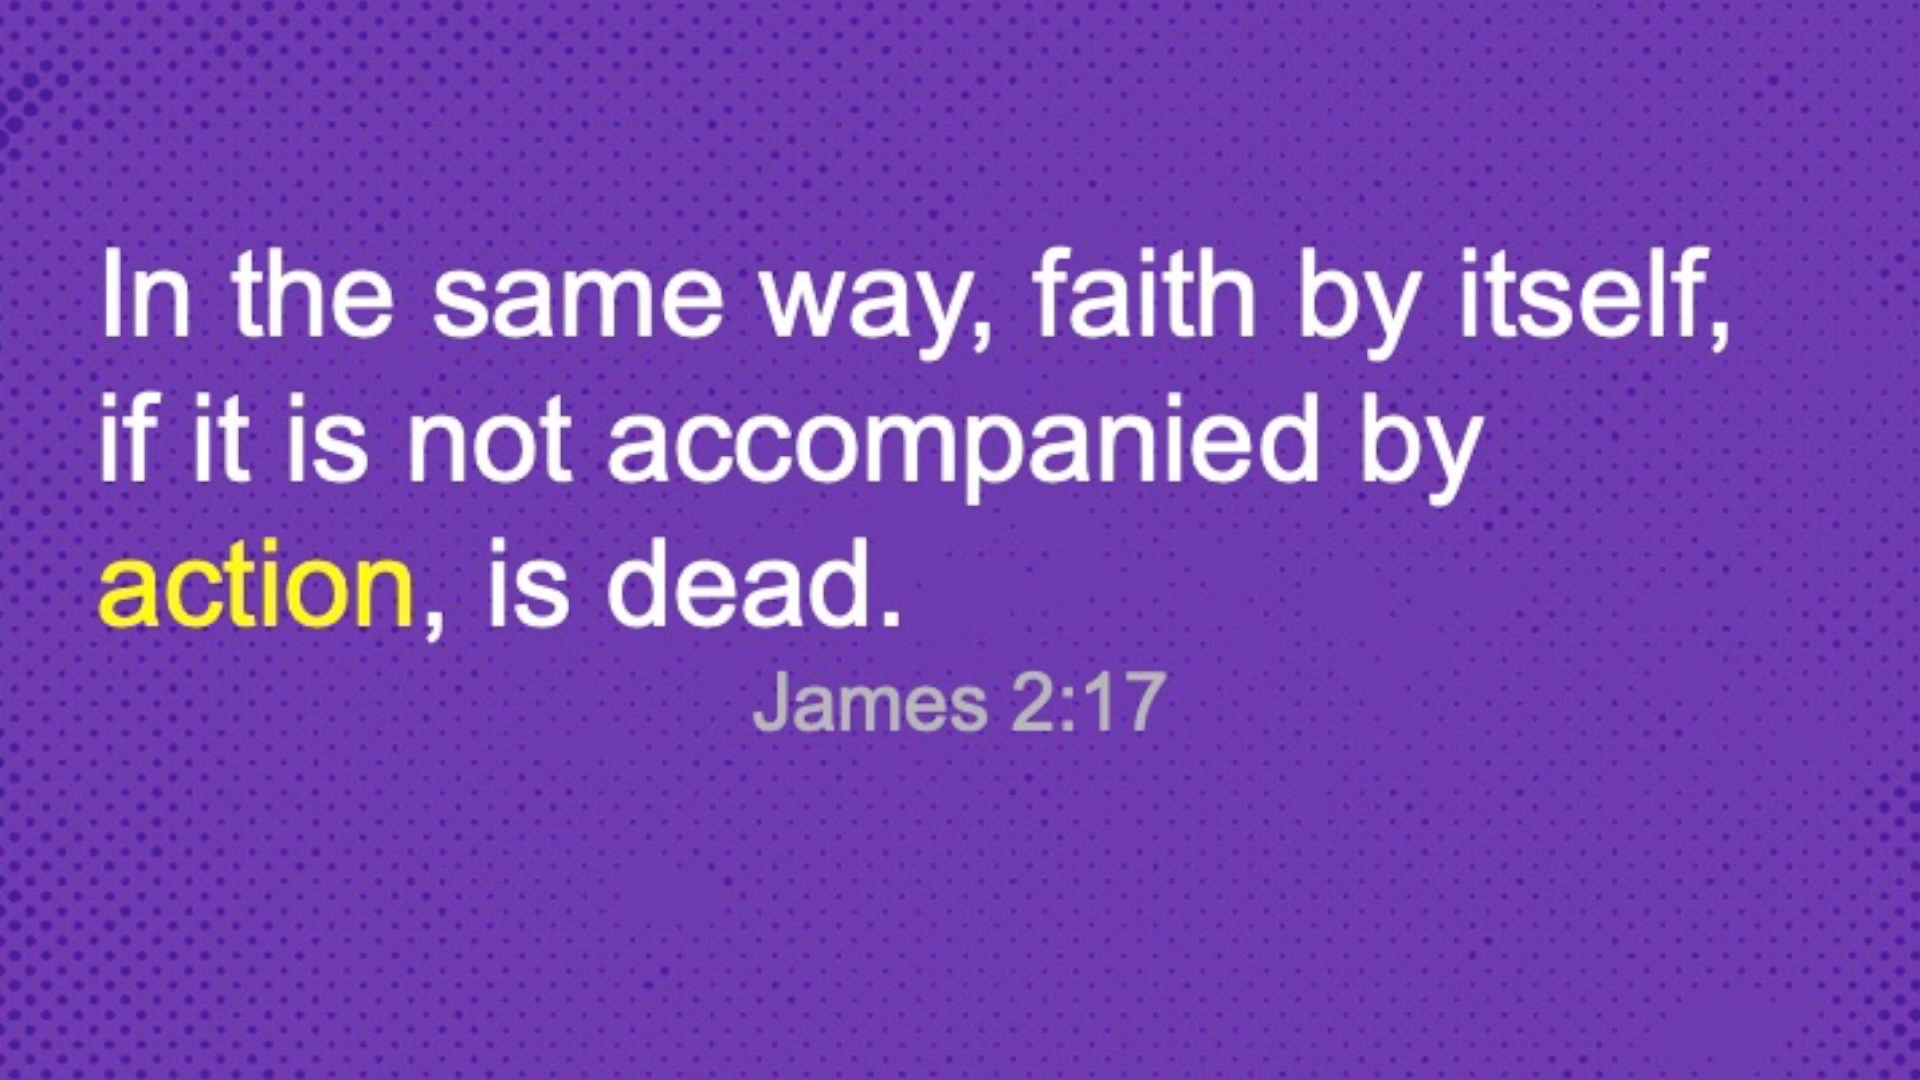 In the same way, faith by itself,
if it is not accompanied by
action, is dead.
James 2:17